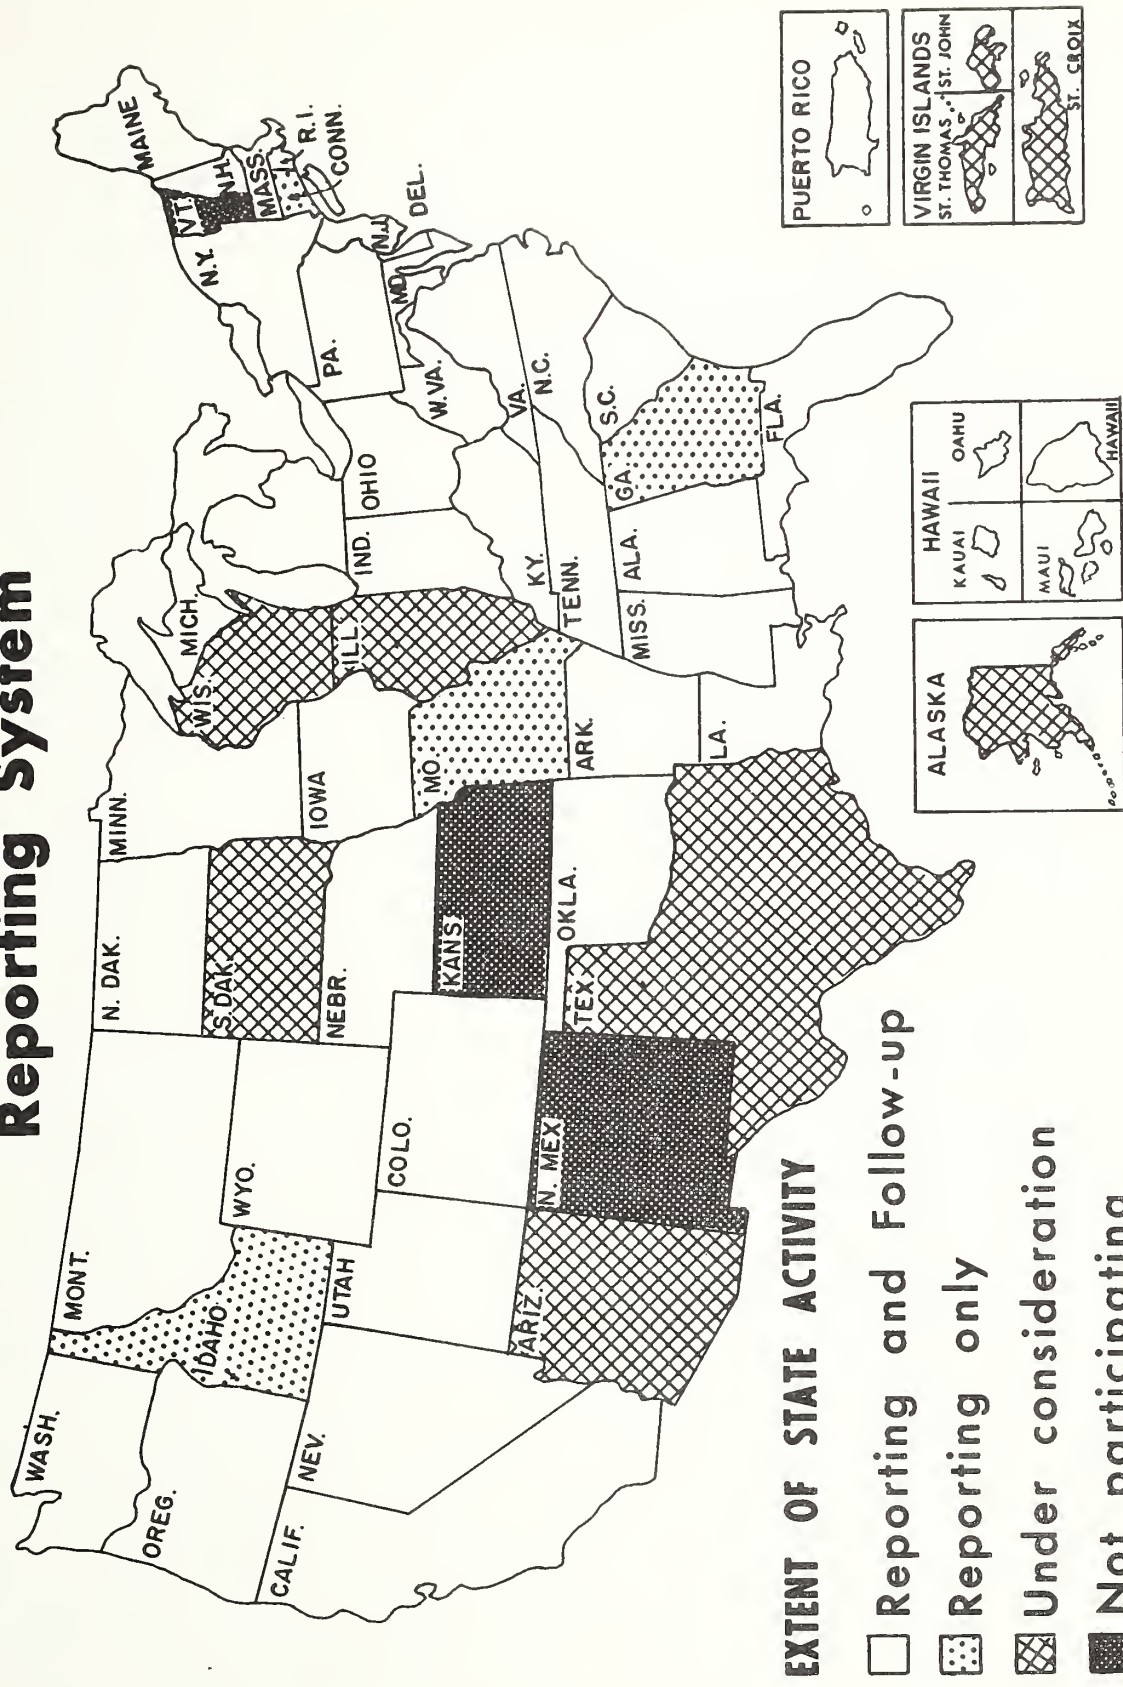 Reporting System
WASH.
MONT.
N. DAK.
MINN.
MICH.
MAINE
VT.
N.H.
MASS.
R.I.
CONN.
N.Y.
OREG.
IDAHO
WYO.
S. DAK.
WIS.
IOWA
NEBR.
ILL.
IND.
OHIO
PA.
N.J.
DEL.
MD.
W.VA.
VA.
CALIF.
NEV.
UTAH
COLO.
KANS.
MO.
KY.
TENN.
N.C.
S.C.
ARIZ.
N. MEX.
TEX.
OKLA.
ARK.
LA.
MISS.
ALA.
GA.
FLA.
EXTENT OF STATE ACTIVITY
Reporting and Follow-up
Reporting only
Under consideration
Not participating
ALASKA
HAWAII
KAUAI
OAHU
MAUI
HAWAII
PUERTO RICO
VIRGIN ISLANDS
ST. THOMAS
ST. JOHN
ST. CROIX